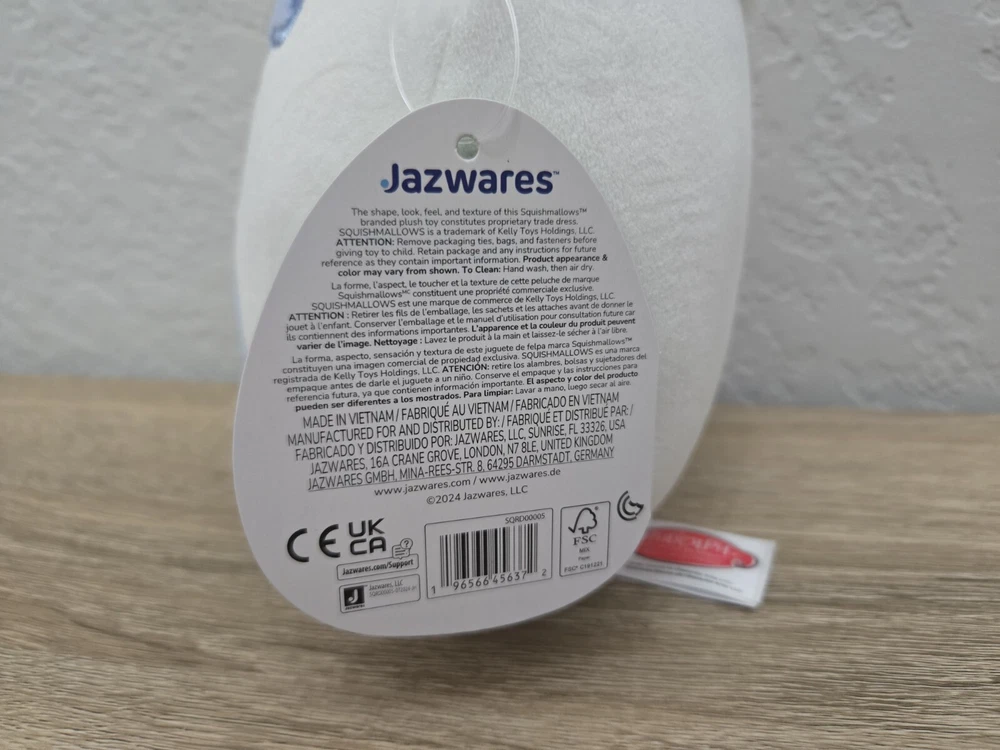 Jazwares™
The shape, look, feel, and texture of this Squishmallows™
branded plush toy constitutes proprietary trade dress.
SQUISHMALLOWS is a trademark of Kelly Toys Holdings, LLC.
ATTENTION: Remove packaging ties, bags, and fasteners before
giving toy to child. Retain package and any instructions for future
reference as they contain important information. Product appearance &
color may vary from shown. To Clean: Hand wash, then air dry.
La forme, l'aspect, le toucher et la texture de cette peluche de marque
Squishmallowsᴹᶜ constituent une propriété commerciale exclusive.
SQUISHMALLOWS est une marque de commerce de Kelly Toys Holdings, LLC.
ATTENTION : Retirer les fils de l'emballage, les sachets et les attaches avant de donner le
jouet à l'enfant. Conserver l'emballage et le manuel d'utilisation pour consultation future car
ils contiennent des informations importantes. L'apparence et la couleur du produit peuvent
varier de l'image. Nettoyage : Lavez le produit à la main et laissez-le sécher à l'air libre.
La forma, aspecto, sensación y textura de este juguete de felpa marca Squishmallows™
constituyen una imagen comercial de propiedad exclusiva. SQUISHMALLOWS es una marca
registrada de Kelly Toys Holdings, LLC. ATENCIÓN: retire los alambres, bolsas y sujetadores del
empaque antes de darle el juguete a un niño. Conserve el empaque y las instrucciones para
referencia futura, ya que contienen información importante. El aspecto y color del producto
pueden ser diferentes a los mostrados. Para limpiar: Lavar a mano, luego secar al aire.
MADE IN VIETNAM / FABRIQUÉ AU VIETNAM / FABRICADO EN VIETNAM
MANUFACTURED FOR AND DISTRIBUTED BY: / FABRIQUÉ ET DISTRIBUÉ PAR: /
FABRICADO Y DISTRIBUIDO POR: JAZWARES, LLC, SUNRISE, FL 33326, USA
JAZWARES, 16A CRANE GROVE, LONDON, N7 8LE, UNITED KINGDOM
JAZWARES GMBH, MINA-REES-STR. 8, 64295 DARMSTADT, GERMANY
www.jazwares.com / www.jazwares.de
©2024 Jazwares, LLC
CE UK
CA
Jazwares.com/Support
Jazwares, LLC
JAZWARES
SQRD00005
1 96566 45637 2
FSC
MIX
Paper